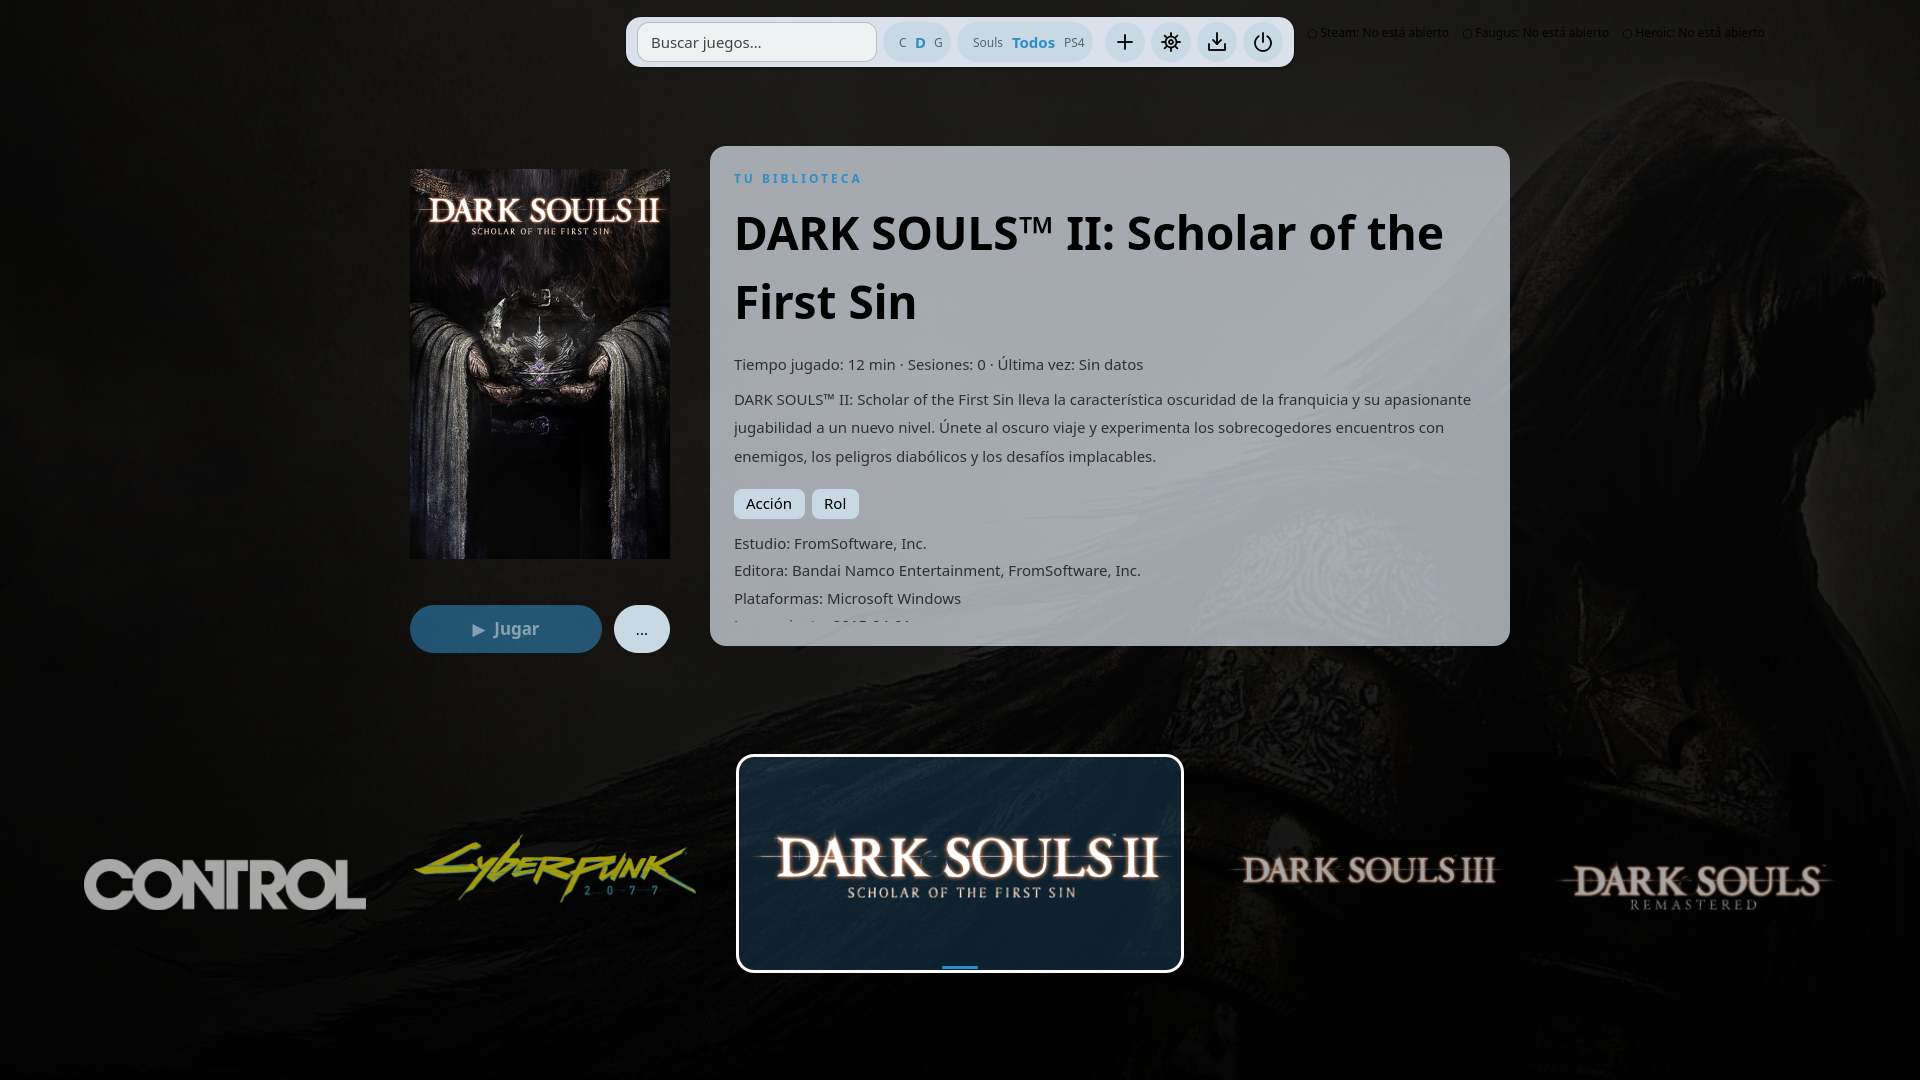 Buscar juegos...
C D G
Souls Todos PS4
Steam: No está abierto
Faugus: No está abierto
Heroic: No está abierto
DARK SOULS II
SCHOLAR OF THE FIRST SIN
TU BIBLIOTECA
DARK SOULS™ II: Scholar of the
First Sin
Tiempo jugado: 12 min · Sesiones: 0 · Última vez: Sin datos
DARK SOULS™ II: Scholar of the First Sin lleva la característica oscuridad de la franquicia y su apasionante
jugabilidad a un nuevo nivel. Únete al oscuro viaje y experimenta los sobrecogedores encuentros con
enemigos, los peligros diabólicos y los desafíos implacables.
Acción
Rol
Estudio: FromSoftware, Inc.
Editora: Bandai Namco Entertainment, FromSoftware, Inc.
Plataformas: Microsoft Windows
▶ Jugar
...
CONTROL
Cyberpunk
2077
DARK SOULS II
SCHOLAR OF THE FIRST SIN
DARK SOULS III
DARK SOULS
REMASTERED